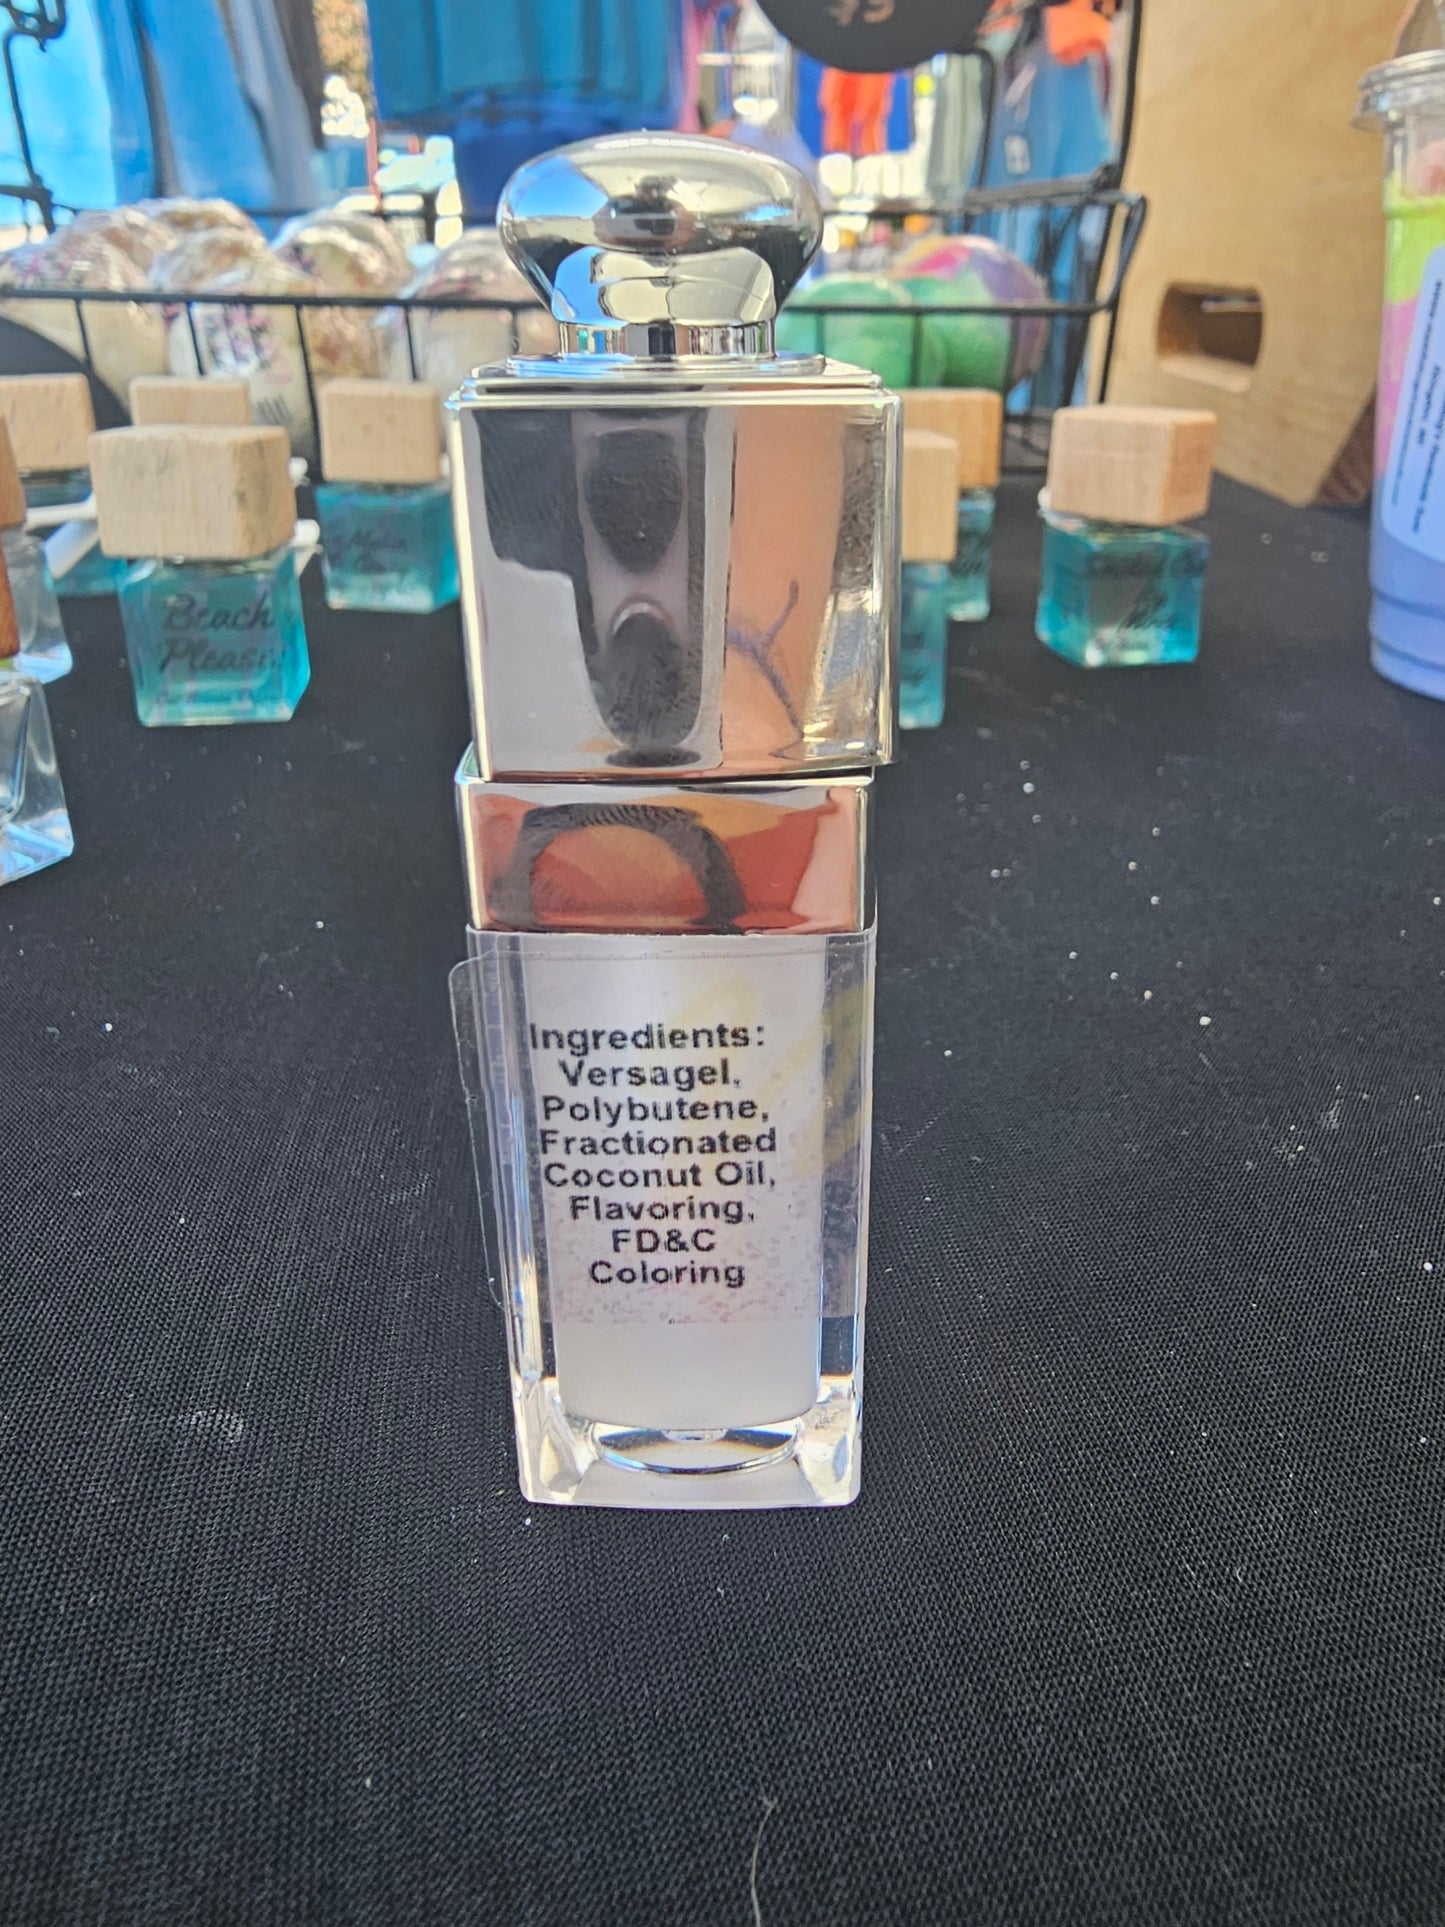 Beach
Please!
Ingredients:
Versagel,
Polybutene,
Fractionated
Coconut Oil,
Flavoring,
FD&C
Coloring